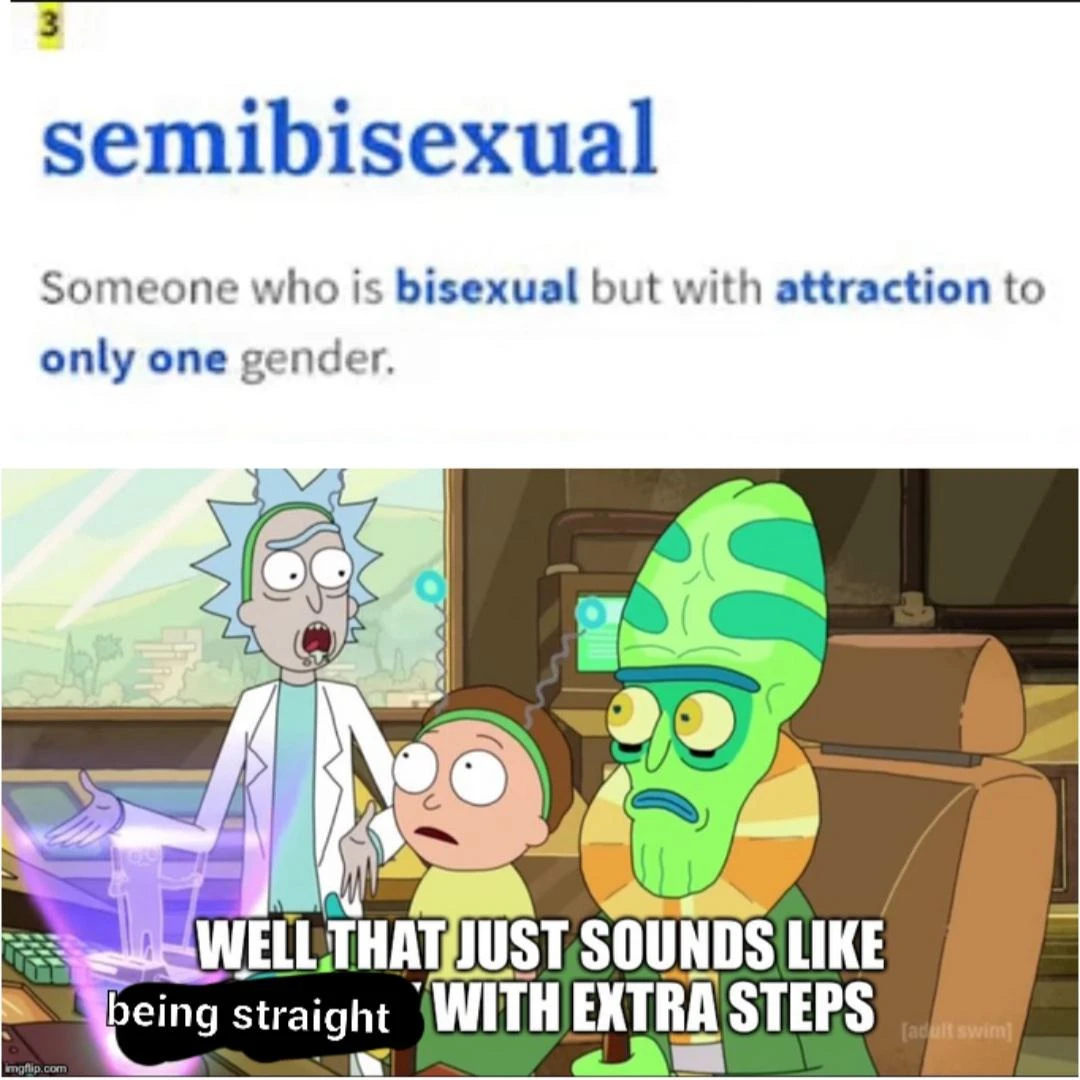 3
semibisexual
Someone who is bisexual but with attraction to
only one gender.
WELL THAT JUST SOUNDS LIKE
being straight WITH EXTRA STEPS
[adult swim]
imgflip.com